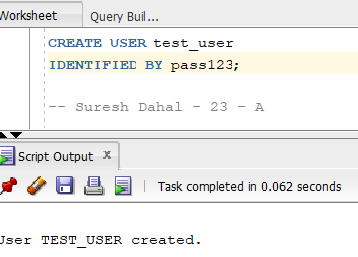 Worksheet Query Buil...
CREATE USER test_user
IDENTIFIED BY pass123;
-- Suresh Dahal - 23 - A
Script Output x
Task completed in 0.062 seconds
User TEST_USER created.